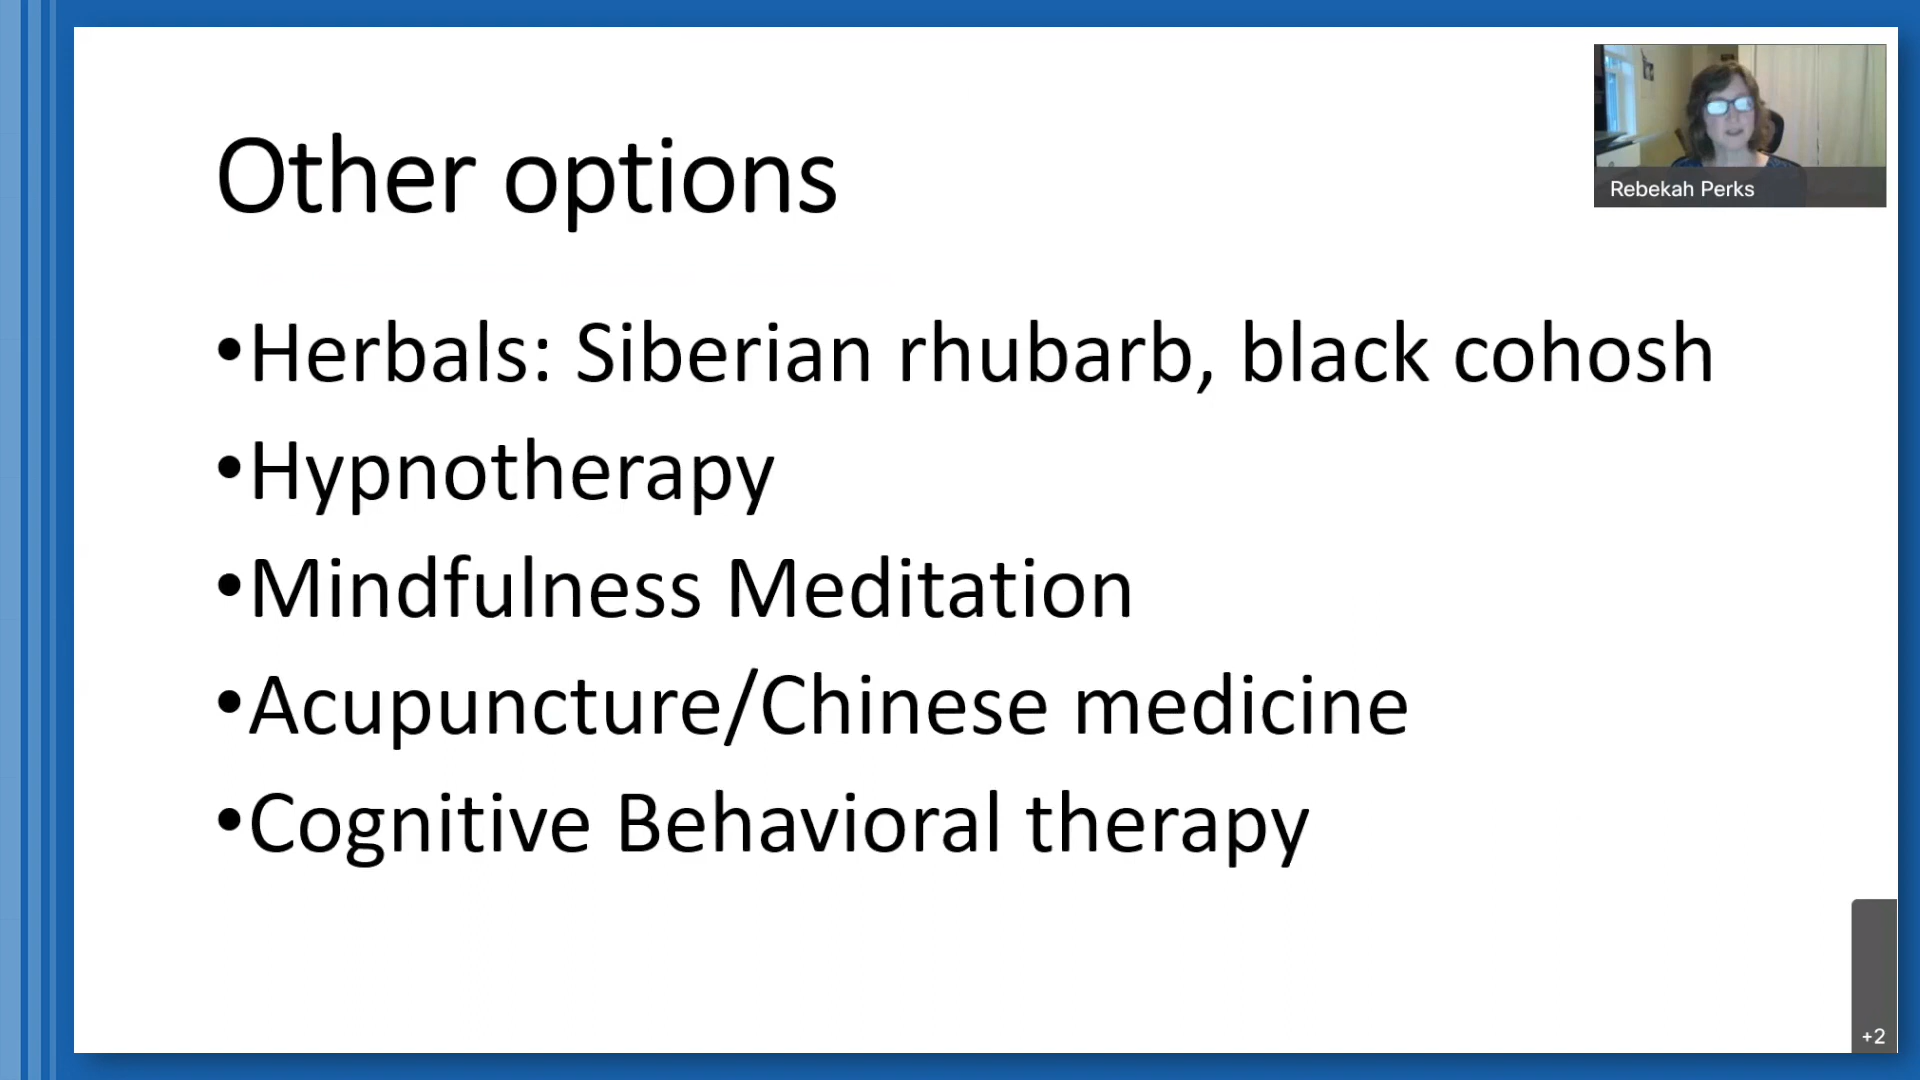 Other options
Rebekah Perks
•Herbals: Siberian rhubarb, black cohosh
•Hypnotherapy
•Mindfulness Meditation
•Acupuncture/Chinese medicine
•Cognitive Behavioral therapy
+2